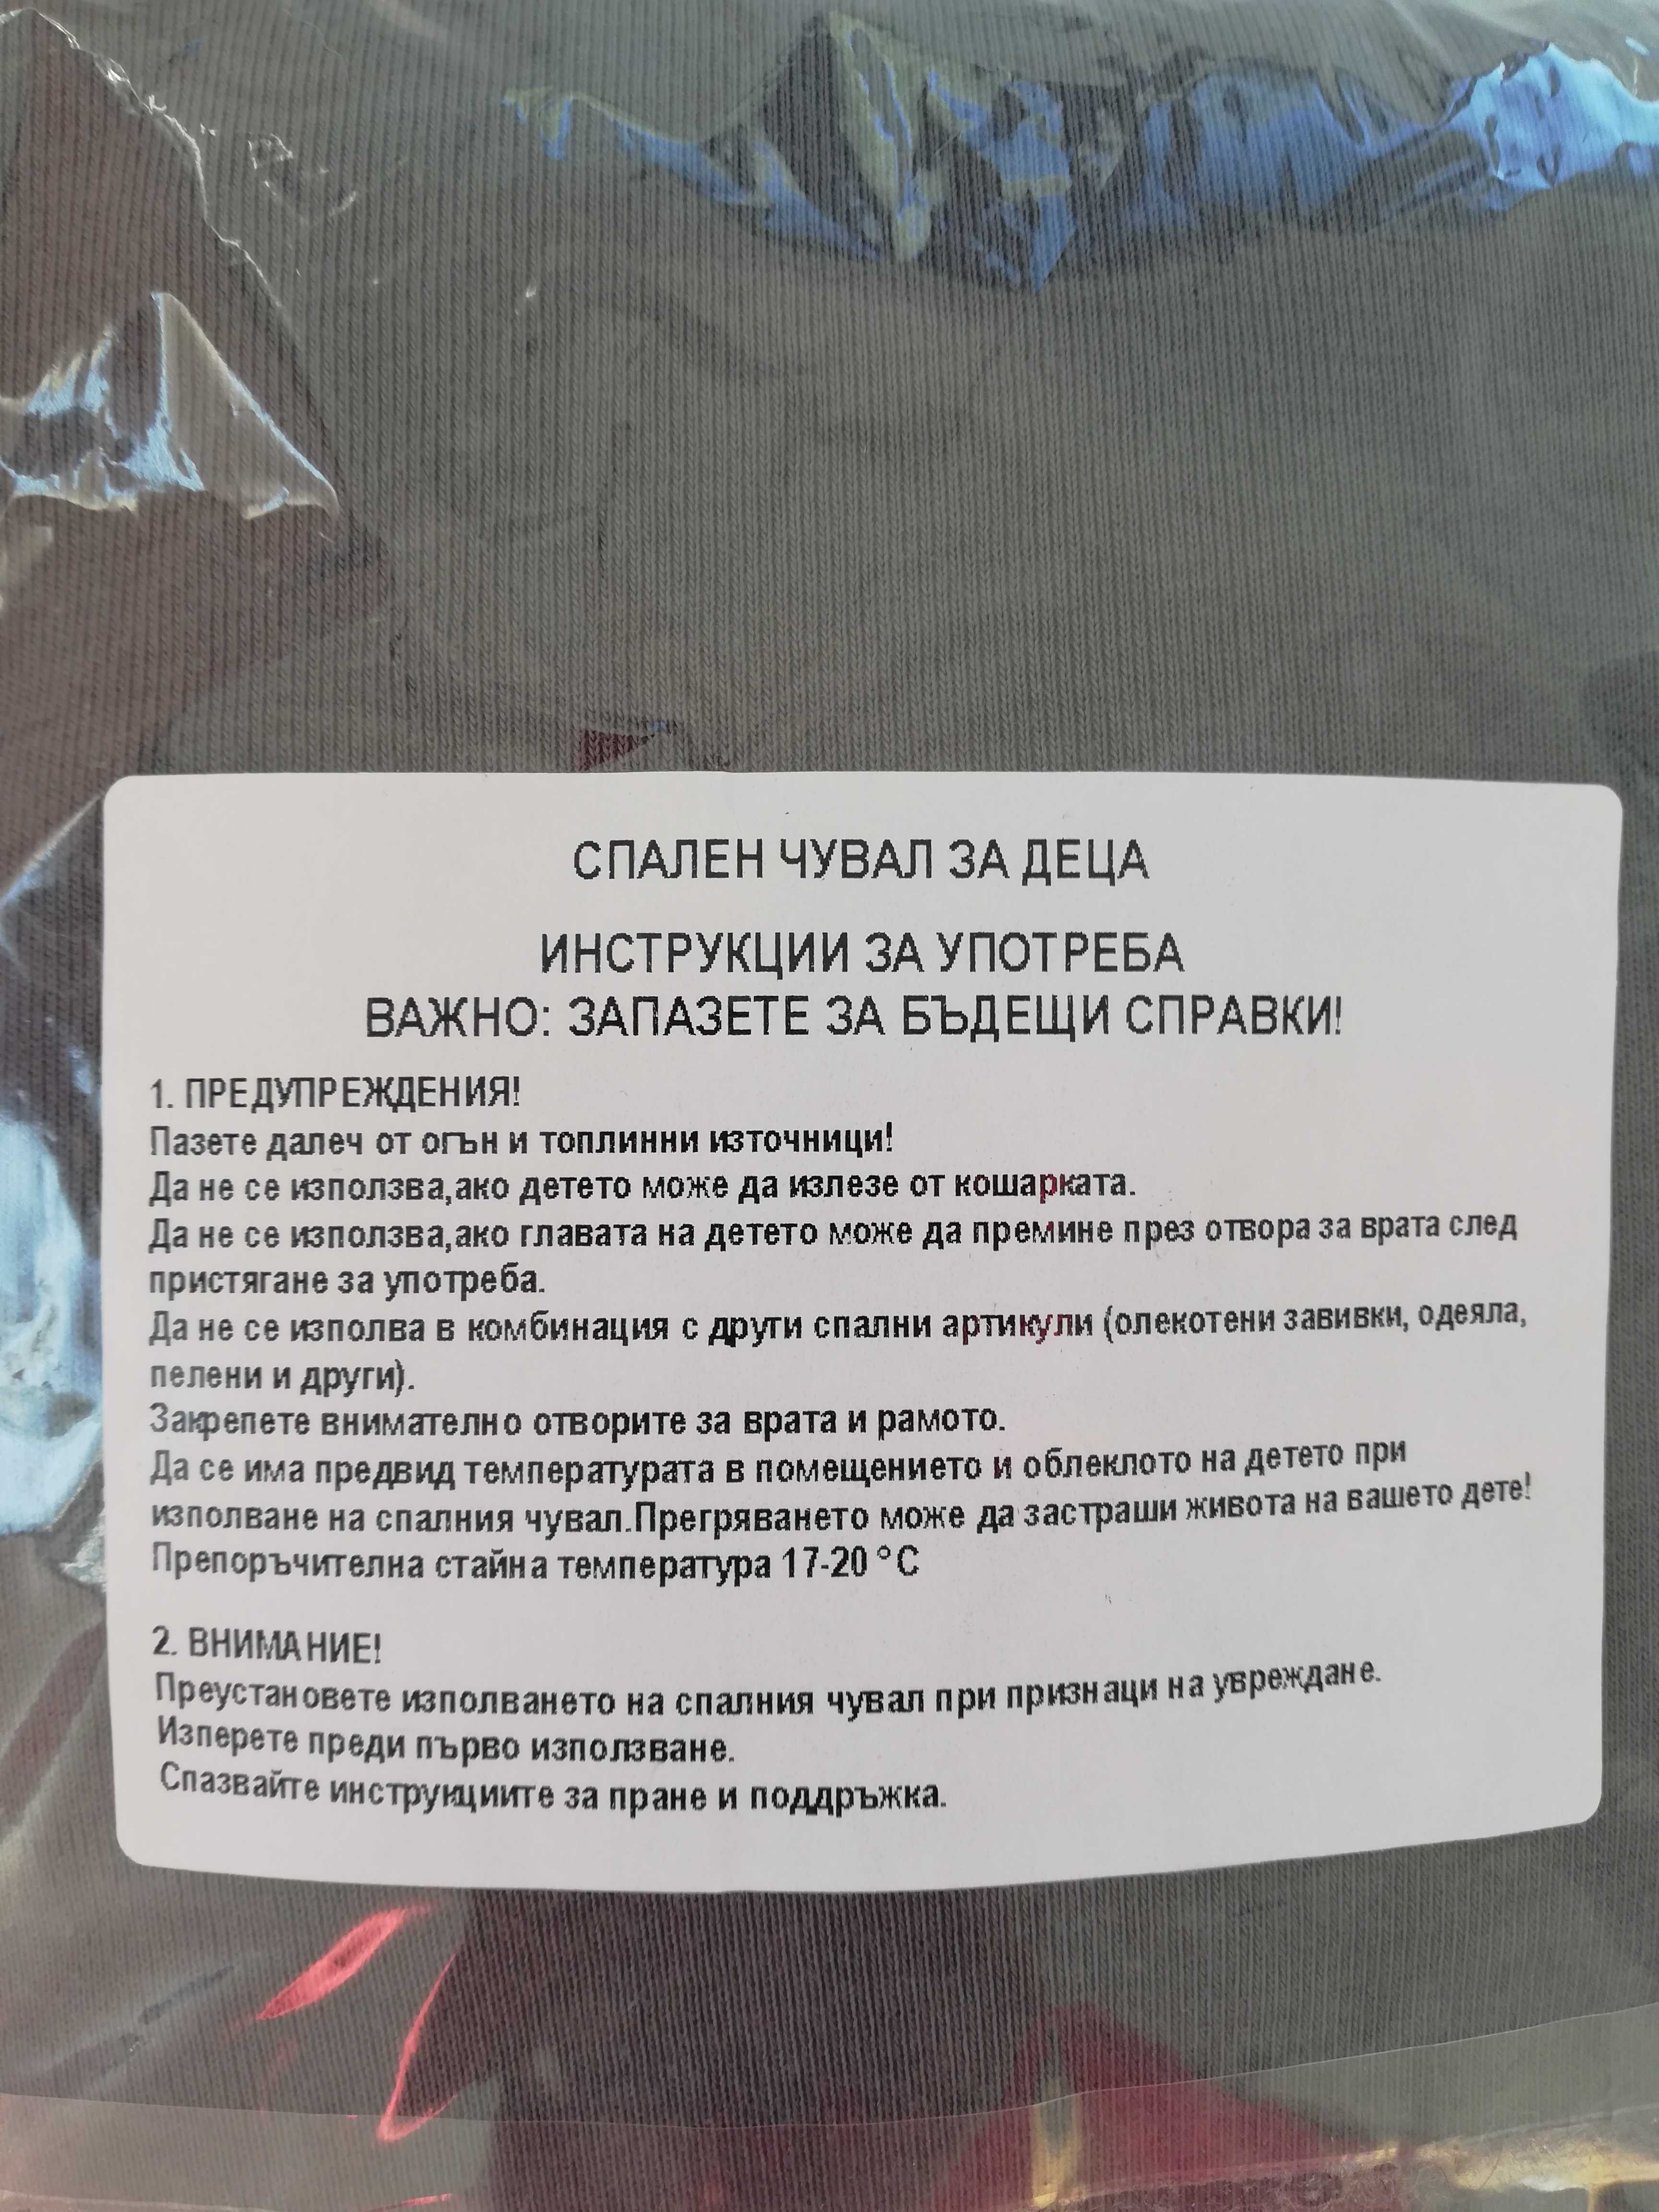 СПАЛЕН ЧУВАЛ ЗА ДЕЦА
ИНСТРУКЦИИ ЗА УПОТРЕБА
ВАЖНО: ЗАПАЗЕТЕ ЗА БЪДЕЩИ СПРАВКИ!
1. ПРЕДУПРЕЖДЕНИЯ!
Пазете далеч от огън и топлинни източници!
Да не се използва,ако детето може да излезе от кошарката.
Да не се използва,ако главата на детето може да премине през отвора за врата след
пристягане за употреба.
Да не се изполва в комбинация с други спални артикули (олекотени завивки, одеяла,
пелени и други).
Закрепете внимателно отворите за врата и рамото.
Да се има предвид температурата в помещението и облеклото на детето при
изполване на спалния чувал.Прегряването може да застраши живота на вашето дете!
Препоръчителна стайна температура 17-20 °C
2. ВНИМАНИЕ!
Преустановете изполването на спалния чувал при признаци на увреждане.
Изперете преди първо използване.
Спазвайте инструкциите за пране и поддръжка.